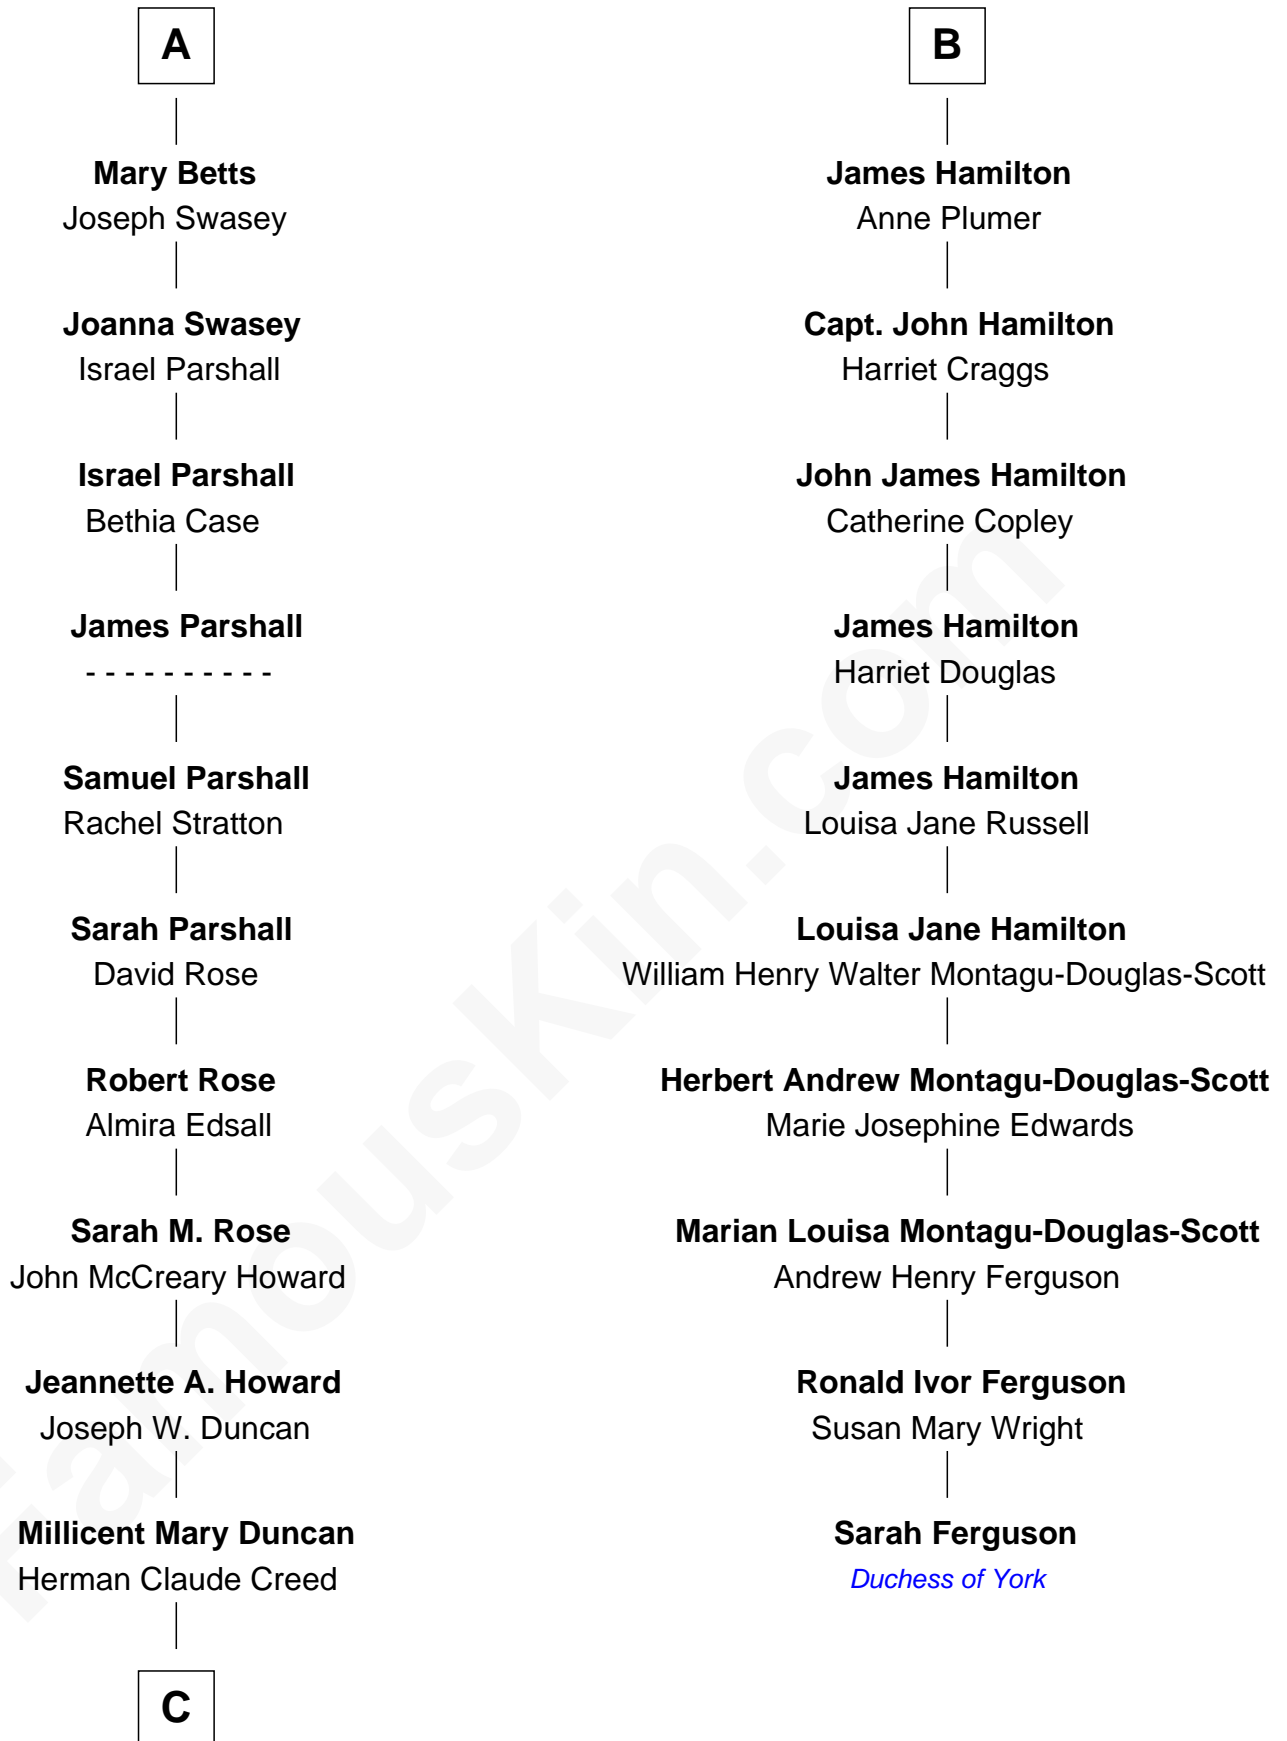 A
Mary Betts
Joseph Swasey
Joanna Swasey
Israel Parshall
Israel Parshall
Bethia Case
James Parshall
- - - - - - - - - -
Samuel Parshall
Rachel Stratton
Sarah Parshall
David Rose
Robert Rose
Almira Edsall
Sarah M. Rose
John McCreary Howard
Jeannette A. Howard
Joseph W. Duncan
Millicent Mary Duncan
Herman Claude Creed
C
B
James Hamilton
Anne Plumer
Capt. John Hamilton
Harriet Craggs
John James Hamilton
Catherine Copley
James Hamilton
Harriet Douglas
James Hamilton
Louisa Jane Russell
Louisa Jane Hamilton
William Henry Walter Montagu-Douglas-Scott
Herbert Andrew Montagu-Douglas-Scott
Marie Josephine Edwards
Marian Louisa Montagu-Douglas-Scott
Andrew Henry Ferguson
Ronald Ivor Ferguson
Susan Mary Wright
Sarah Ferguson
Duchess of York
FamousKin.com